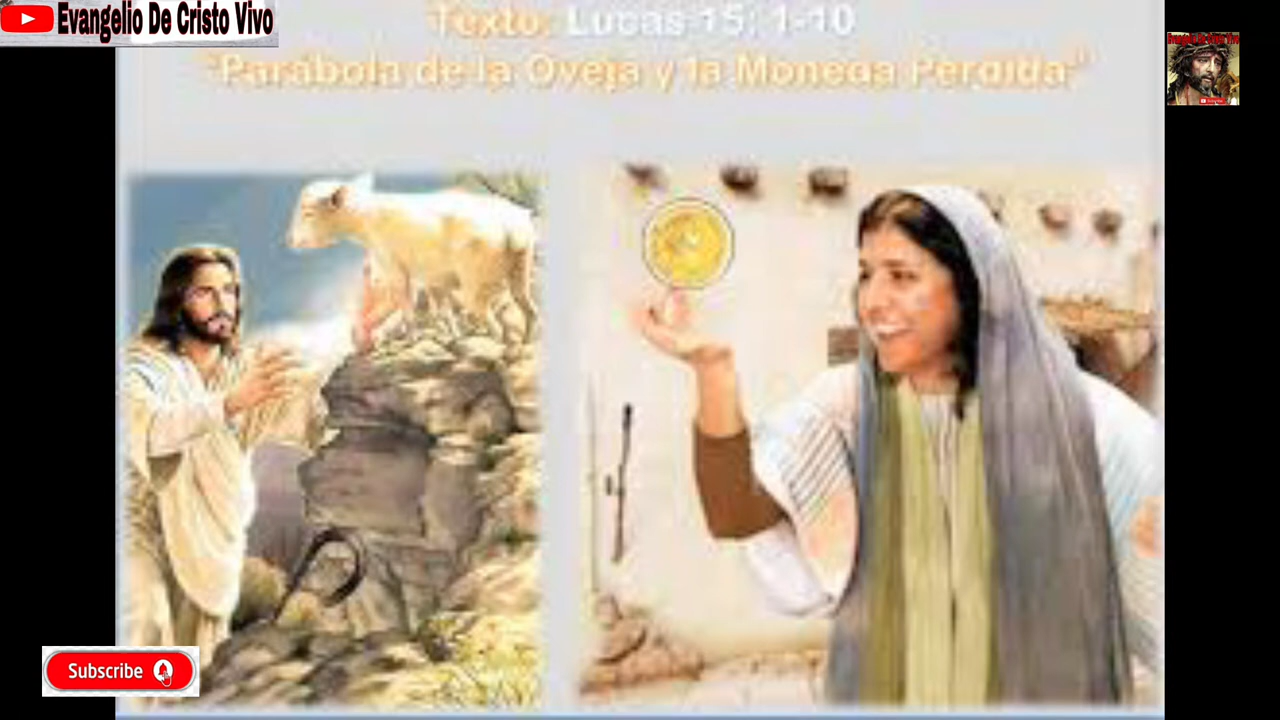 Evangelio De Cristo Vivo
Texto: Lucas 15: 1-10
"Parábola de la Oveja y la Moneda Perdida"
Subscribe